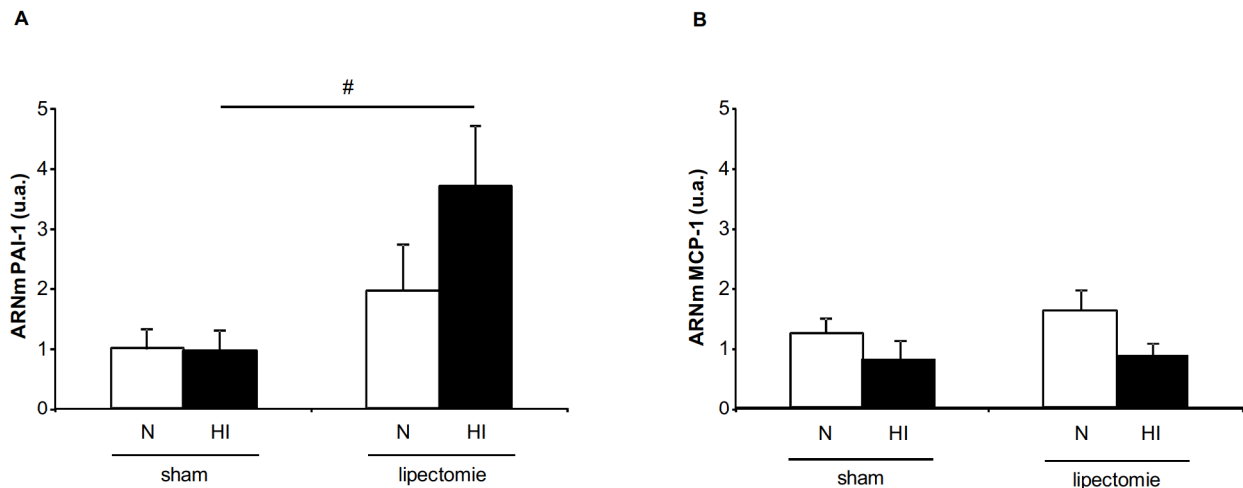 A
#
5
4
3
2
1
0
ARNm PAI-1 (u.a.)
N HI N HI
sham lipectomie
B
5
4
3
2
1
0
ARNm MCP-1 (u.a.)
N HI N HI
sham lipectomie